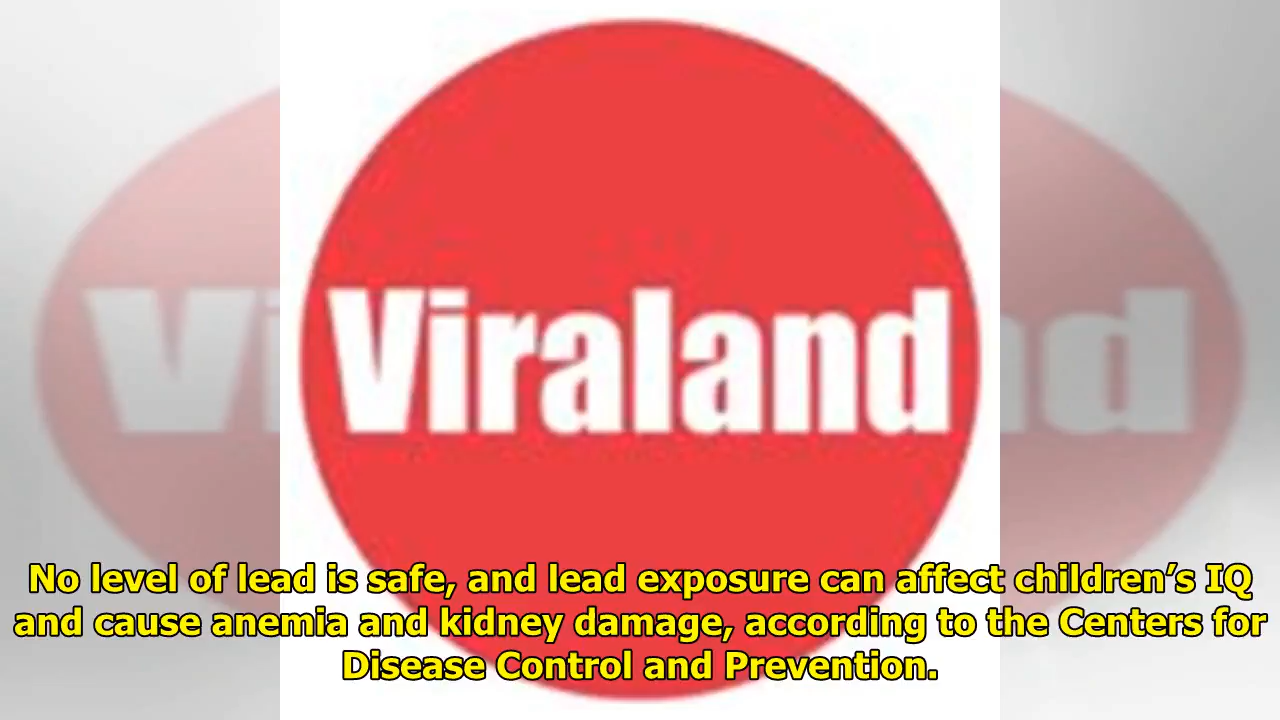 Viraland
No level of lead is safe, and lead exposure can affect children’s IQ
and cause anemia and kidney damage, according to the Centers for
Disease Control and Prevention.